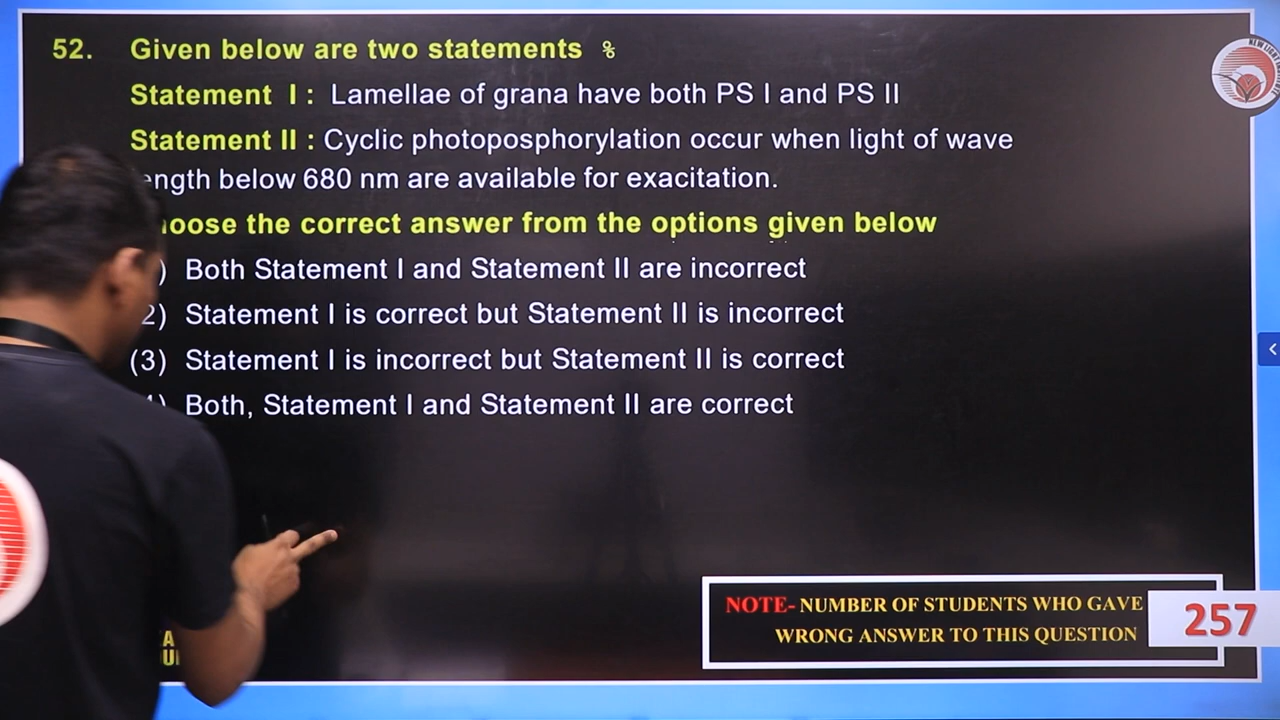 52. Given below are two statements %
Statement I : Lamellae of grana have both PS I and PS II
Statement II : Cyclic photoposphorylation occur when light of wave
ength below 680 nm are available for exacitation.
oose the correct answer from the options given below
) Both Statement I and Statement II are incorrect
2) Statement I is correct but Statement II is incorrect
(3) Statement I is incorrect but Statement II is correct
) Both, Statement I and Statement II are correct
NOTE- NUMBER OF STUDENTS WHO GAVE
WRONG ANSWER TO THIS QUESTION
257